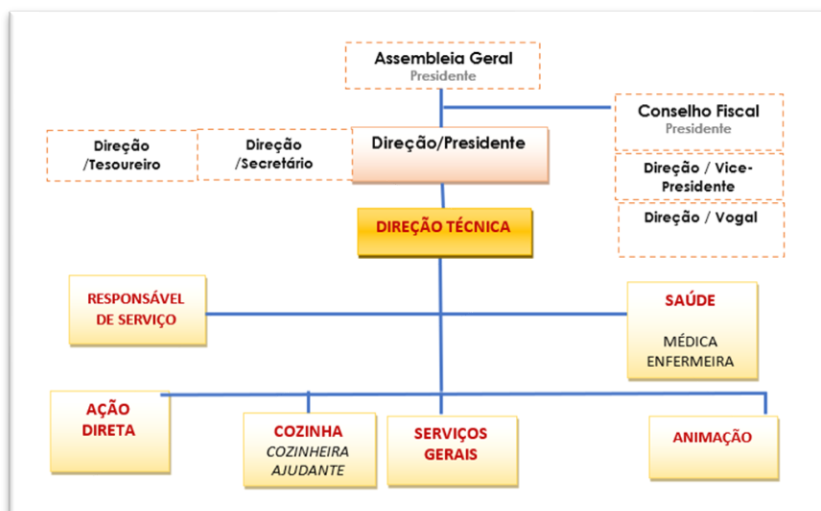 Assembleia Geral
Presidente
Conselho Fiscal
Presidente
Direção
/Tesoureiro
Direção
/Secretário
Direção/Presidente
Direção / Vice-
Presidente
Direção / Vogal
DIREÇÃO TÉCNICA
RESPONSÁVEL
DE SERVIÇO
SAÚDE
MÉDICA
ENFERMEIRA
AÇÃO
DIRETA
COZINHA
COZINHEIRA
AJUDANTE
SERVIÇOS
GERAIS
ANIMAÇÃO